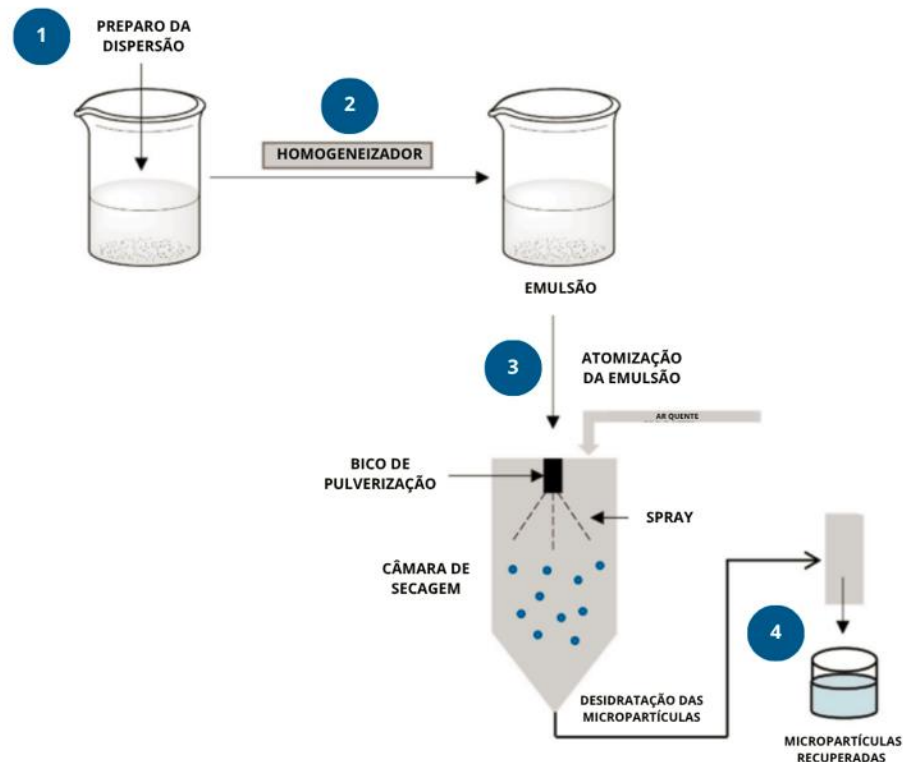 1
PREPARO DA
DISPERSÃO
2
HOMOGENEIZADOR
EMULSÃO
3
ATOMIZAÇÃO
DA EMULSÃO
AR QUENTE
BICO DE
PULVERIZAÇÃO
SPRAY
CÂMARA DE
SECAGEM
4
DESIDRATAÇÃO DAS
MICROPARTÍCULAS
MICROPARTÍCULAS
RECUPERADAS